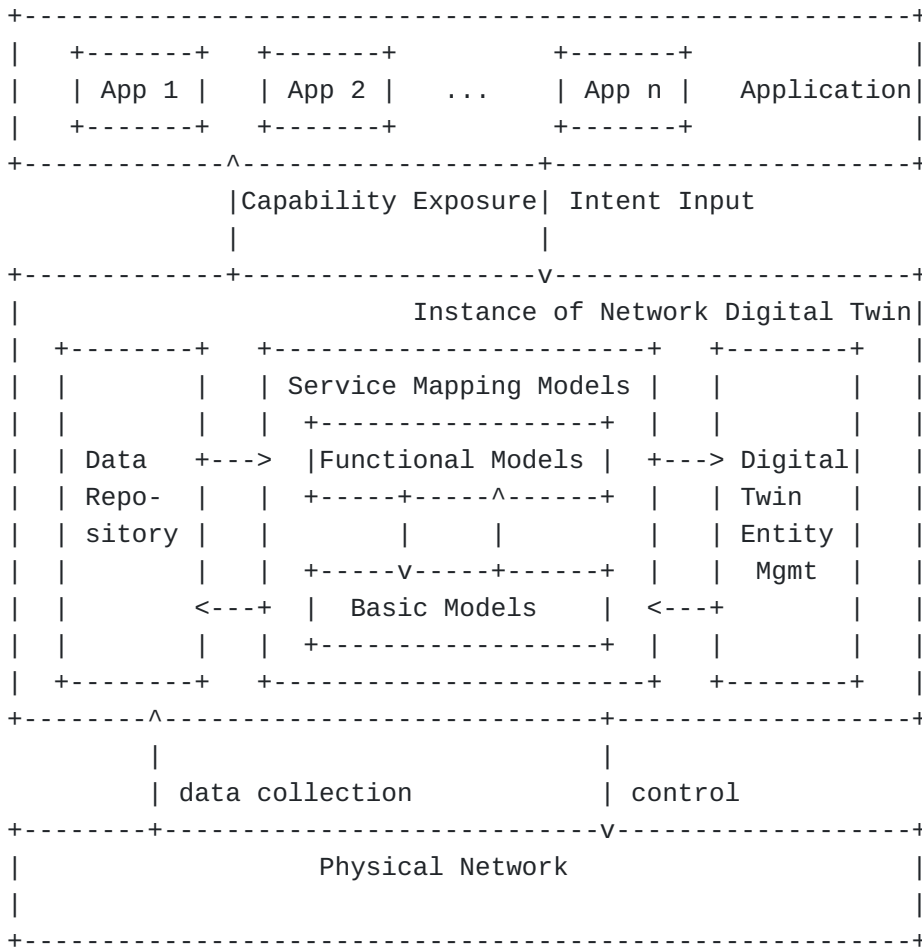 App 1 App 2 ... App n Application
Capability Exposure Intent Input
Instance of Network Digital Twin
Service Mapping Models
Data Functional Models Digital
Repo- Twin
sitory Entity
Mgmt
Basic Models
data collection control
Physical Network